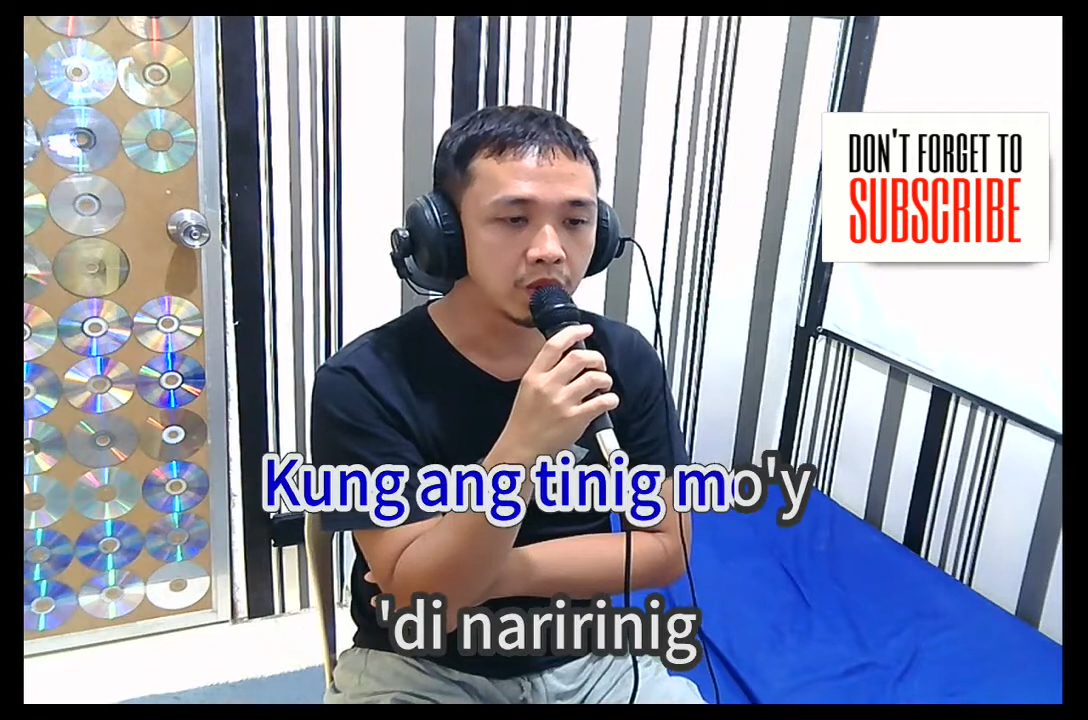 DON'T FORGET TO
SUBSCRIBE
Kung ang tinig mo'y
'di naririnig